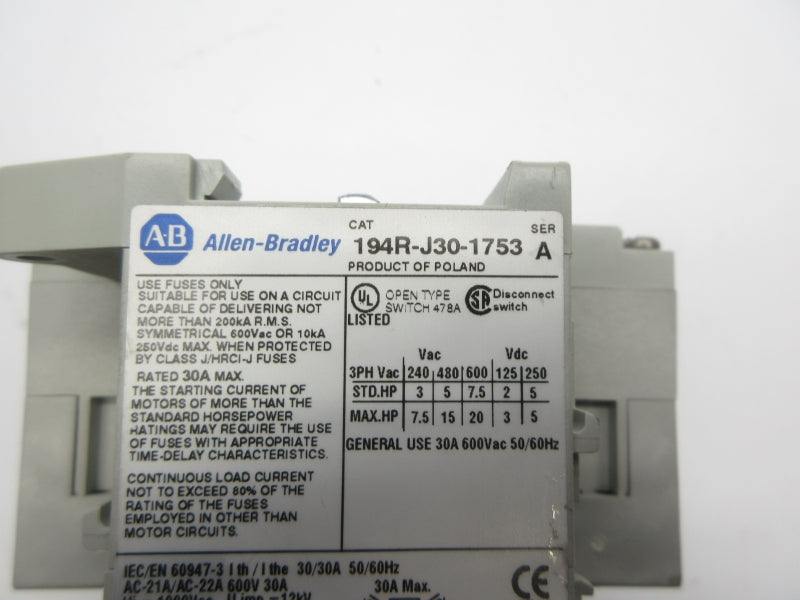 CAT
SER
A-B
Allen-Bradley 194R-J30-1753 A
PRODUCT OF POLAND
USE FUSES ONLY
SUITABLE FOR USE ON A CIRCUIT
CAPABLE OF DELIVERING NOT
MORE THAN 200kA R.M.S.
SYMMETRICAL 600Vac OR 10kA
250Vdc MAX. WHEN PROTECTED
BY CLASS J/HRCI-J FUSES
RATED 30A MAX.
THE STARTING CURRENT OF
MOTORS OF MORE THAN THE
STANDARD HORSEPOWER
RATINGS MAY REQUIRE THE USE
OF FUSES WITH APPROPRIATE
TIME-DELAY CHARACTERISTICS.
CONTINUOUS LOAD CURRENT
NOT TO EXCEED 80% OF THE
RATING OF THE FUSES
EMPLOYED IN OTHER THAN
MOTOR CIRCUITS.
UL
OPEN TYPE
SWITCH 478A
LISTED
SA
Disconnect
switch
Vac Vdc
3PH Vac 240 480 600 125 250
STD.HP 3 5 7.5 2 5
MAX.HP 7.5 15 20 3 5
GENERAL USE 30A 600Vac 50/60Hz
IEC/EN 60947-3 I th / I the 30/30A 50/60Hz
AC-21A/AC-22A 600V 30A
30A Max.
CE